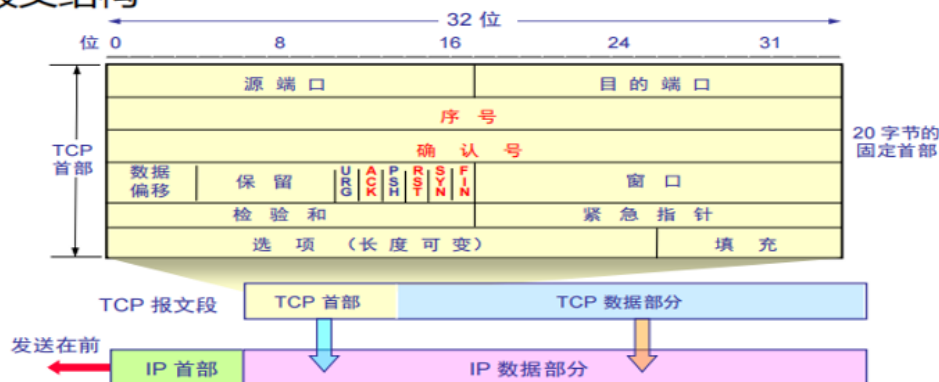 报文结构
32 位
位 0 8 16 24 31
源端口 目的端口
序号
确认号
TCP
首部
20 字节的
固定首部
数据
偏移
保留 URG ACK PSH RST SYN FIN 窗口
检验和 紧急指针
选项 (长度可变) 填充
TCP 报文段 TCP 首部 TCP 数据部分
发送在前
IP 首部 IP 数据部分